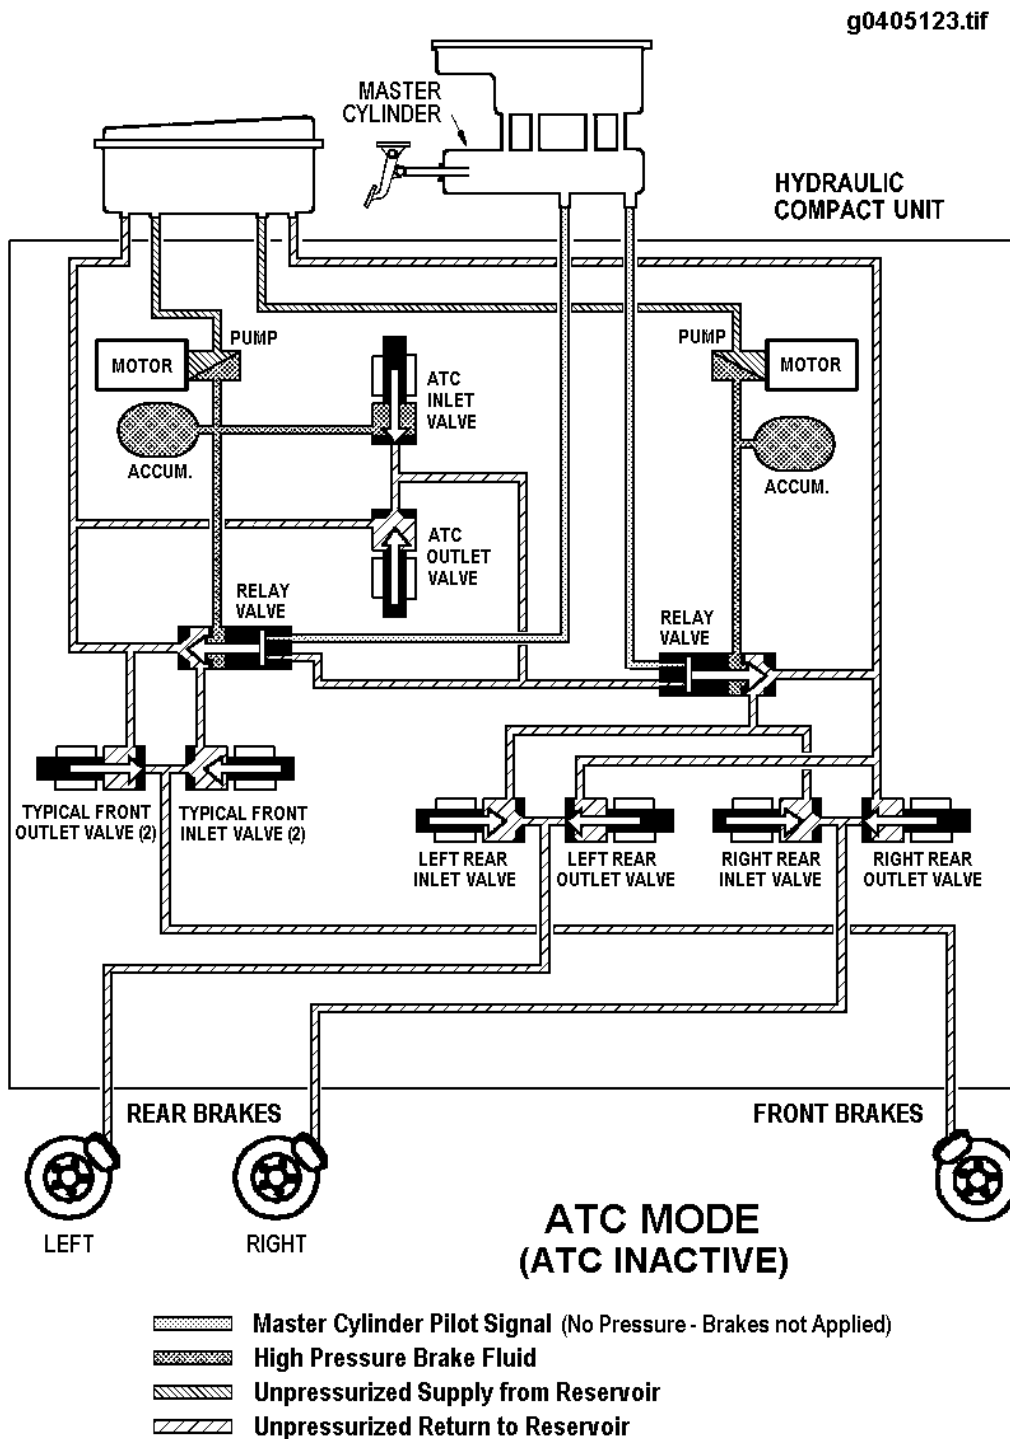 g0405123.tif
MASTER
CYLINDER
HYDRAULIC
COMPACT UNIT
PUMP
MOTOR
ATC
INLET
VALVE
ACCUM.
PUMP
MOTOR
ACCUM.
ATC
OUTLET
VALVE
RELAY
VALVE
RELAY
VALVE
TYPICAL FRONT
OUTLET VALVE (2)
TYPICAL FRONT
INLET VALVE (2)
LEFT REAR
INLET VALVE
LEFT REAR
OUTLET VALVE
RIGHT REAR
INLET VALVE
RIGHT REAR
OUTLET VALVE
REAR BRAKES
FRONT BRAKES
LEFT
RIGHT
ATC MODE
(ATC INACTIVE)
Master Cylinder Pilot Signal (No Pressure - Brakes not Applied)
High Pressure Brake Fluid
Unpressurized Supply from Reservoir
Unpressurized Return to Reservoir